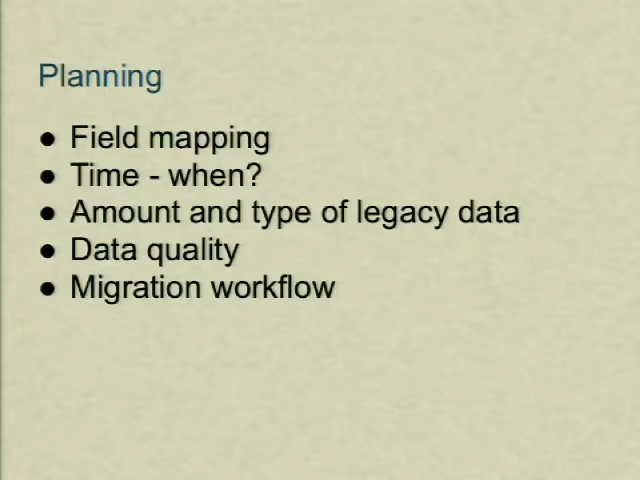 Planning
● Field mapping
● Time - when?
● Amount and type of legacy data
● Data quality
● Migration workflow